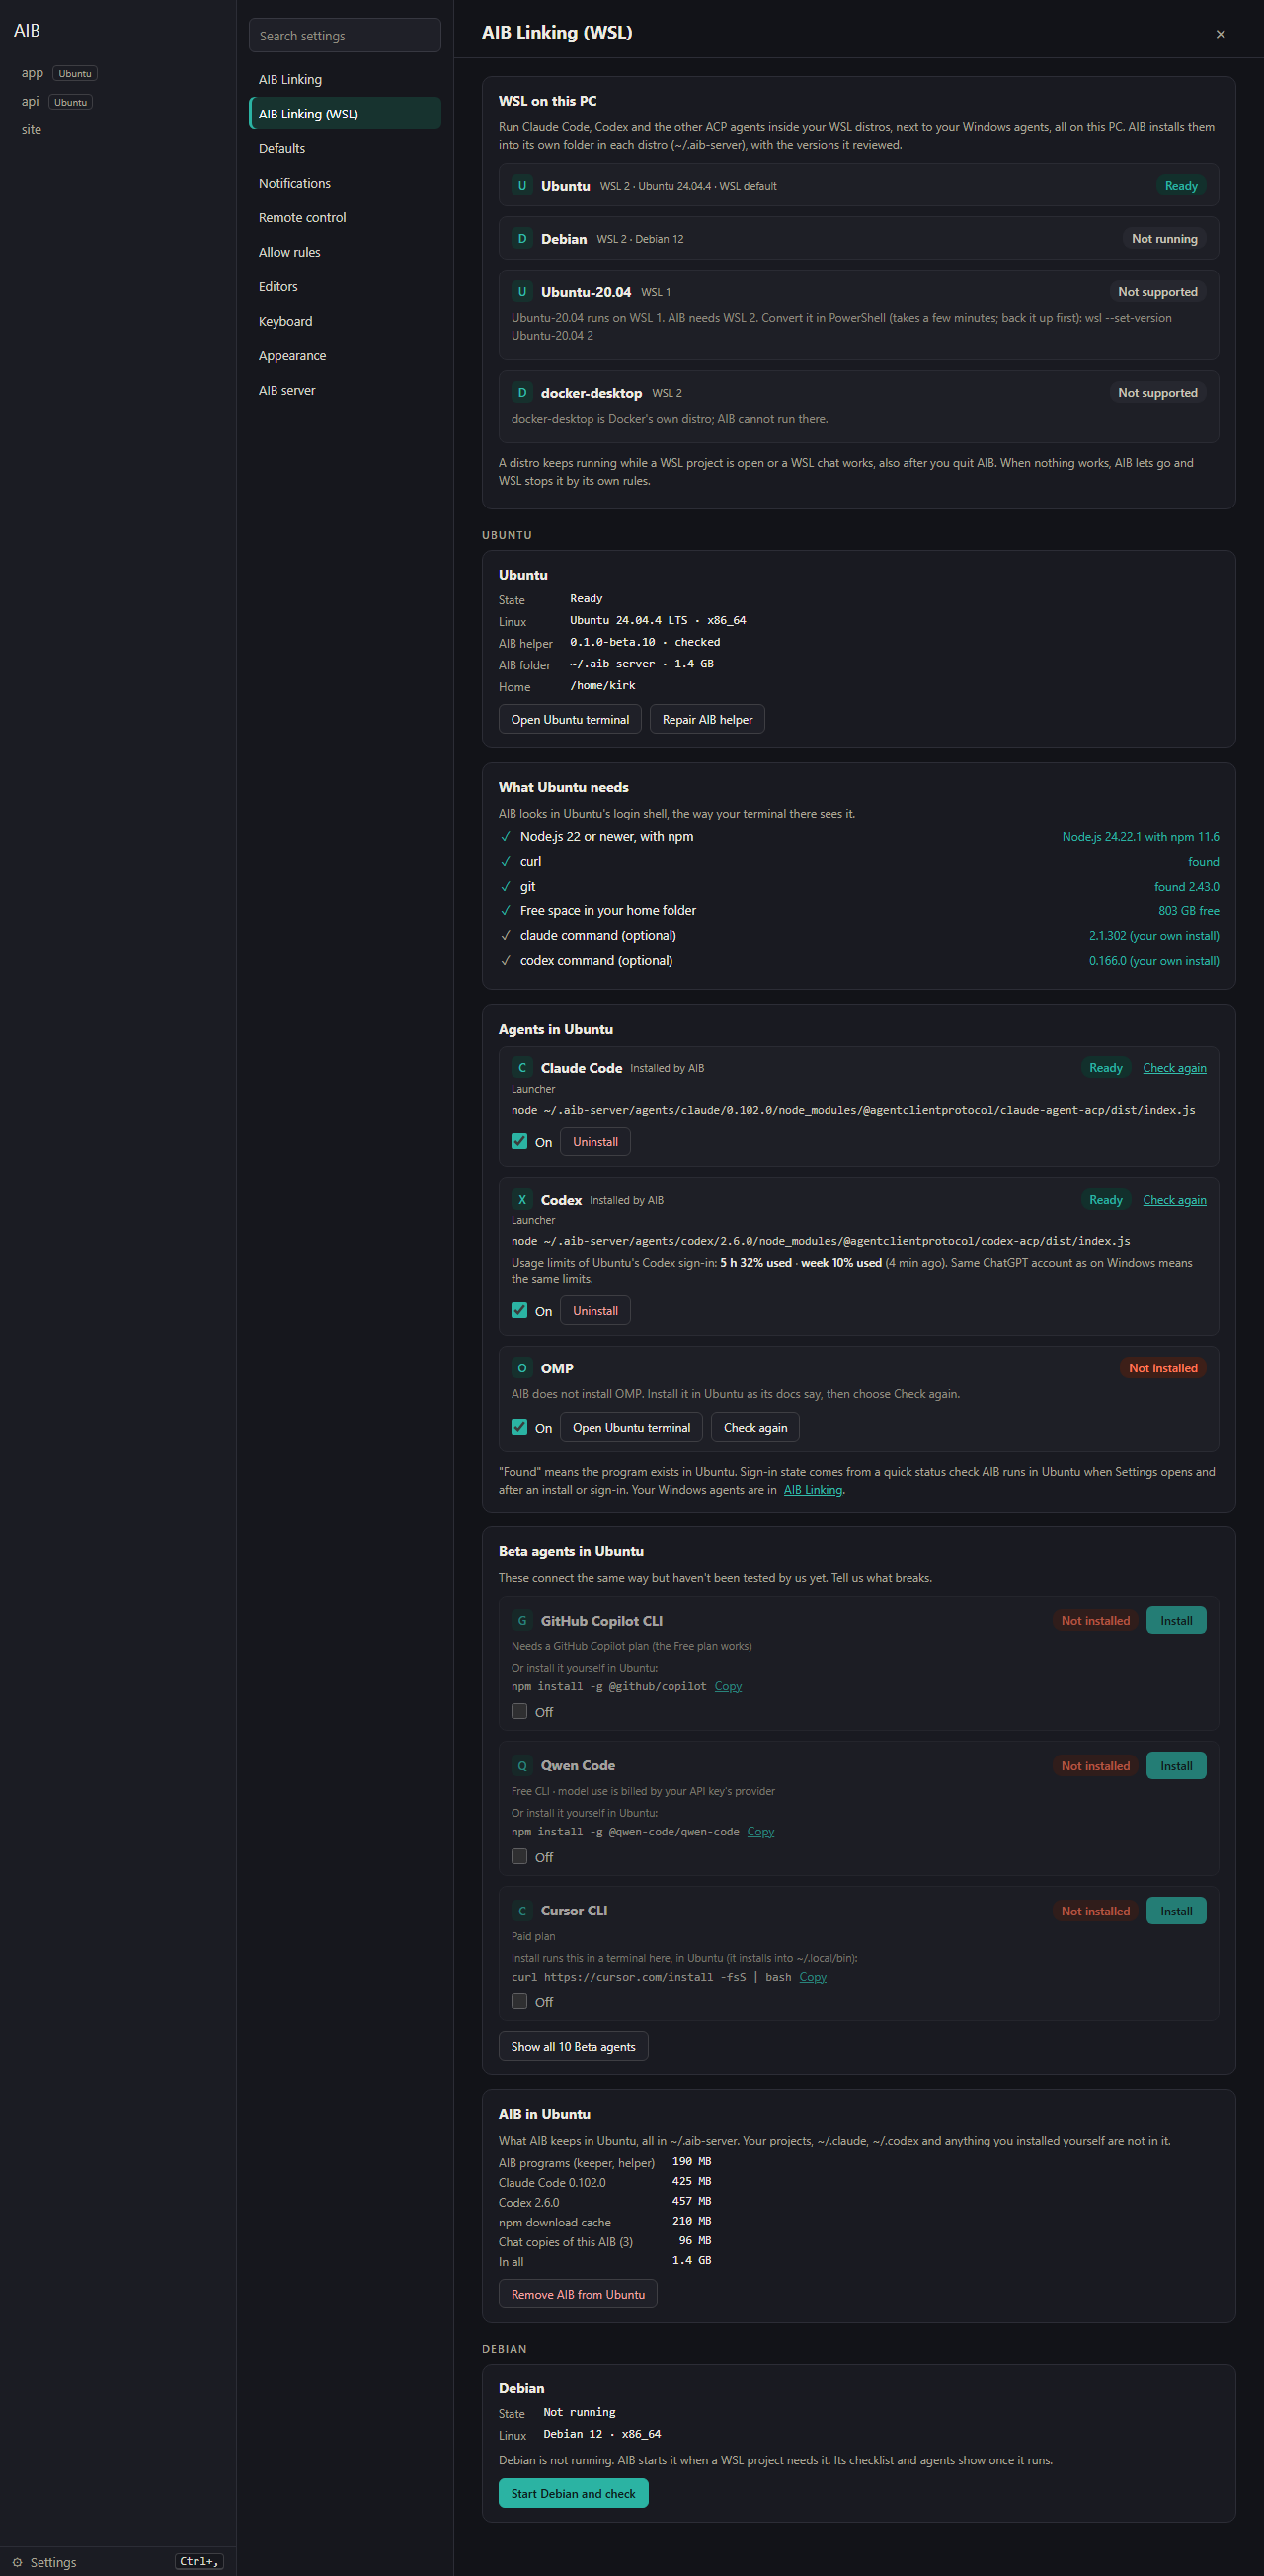 AIB
app Ubuntu
api Ubuntu
site
Settings Ctrl+,
Search settings
AIB Linking
AIB Linking (WSL)
Defaults
Notifications
Remote control
Allow rules
Editors
Keyboard
Appearance
AIB server
AIB Linking (WSL)
WSL on this PC
Run Claude Code, Codex and the other ACP agents inside your WSL distros, next to your Windows agents, all on this PC. AIB installs them
into its own folder in each distro (~/.aib-server), with the versions it reviewed.
U Ubuntu WSL 2 · Ubuntu 24.04.4 · WSL default Ready
D Debian WSL 2 · Debian 12 Not running
U Ubuntu-20.04 WSL 1 Not supported
Ubuntu-20.04 runs on WSL 1. AIB needs WSL 2. Convert it in PowerShell (takes a few minutes; back it up first): wsl --set-version
Ubuntu-20.04 2
D docker-desktop WSL 2 Not supported
docker-desktop is Docker's own distro; AIB cannot run there.
A distro keeps running while a WSL project is open or a WSL chat works, also after you quit AIB. When nothing works, AIB lets go and
WSL stops it by its own rules.
UBUNTU
Ubuntu
State Ready
Linux Ubuntu 24.04.4 LTS · x86_64
AIB helper 0.1.0-beta.10 · checked
AIB folder ~/.aib-server · 1.4 GB
Home /home/kirk
Open Ubuntu terminal Repair AIB helper
What Ubuntu needs
AIB looks in Ubuntu's login shell, the way your terminal there sees it.
✓ Node.js 22 or newer, with npm Node.js 24.22.1 with npm 11.6
✓ curl found
✓ git found 2.43.0
✓ Free space in your home folder 803 GB free
✓ claude command (optional) 2.1.302 (your own install)
✓ codex command (optional) 0.166.0 (your own install)
Agents in Ubuntu
C Claude Code Installed by AIB Ready Check again
Launcher
node ~/.aib-server/agents/claude/0.102.0/node_modules/@agentclientprotocol/claude-agent-acp/dist/index.js
On Uninstall
X Codex Installed by AIB Ready Check again
Launcher
node ~/.aib-server/agents/codex/2.6.0/node_modules/@agentclientprotocol/codex-acp/dist/index.js
Usage limits of Ubuntu's Codex sign-in: 5 h 32% used · week 10% used (4 min ago). Same ChatGPT account as on Windows means
the same limits.
On Uninstall
O OMP Not installed
AIB does not install OMP. Install it in Ubuntu as its docs say, then choose Check again.
On Open Ubuntu terminal Check again
"Found" means the program exists in Ubuntu. Sign-in state comes from a quick status check AIB runs in Ubuntu when Settings opens and
after an install or sign-in. Your Windows agents are in AIB Linking.
Beta agents in Ubuntu
These connect the same way but haven't been tested by us yet. Tell us what breaks.
G GitHub Copilot CLI Not installed Install
Needs a GitHub Copilot plan (the Free plan works)
Or install it yourself in Ubuntu:
npm install -g @github/copilot Copy
Off
Q Qwen Code Not installed Install
Free CLI · model use is billed by your API key's provider
Or install it yourself in Ubuntu:
npm install -g @qwen-code/qwen-code Copy
Off
C Cursor CLI Not installed Install
Paid plan
Install runs this in a terminal here, in Ubuntu (it installs into ~/.local/bin):
curl https://cursor.com/install -fsS | bash Copy
Off
Show all 10 Beta agents
AIB in Ubuntu
What AIB keeps in Ubuntu, all in ~/.aib-server. Your projects, ~/.claude, ~/.codex and anything you installed yourself are not in it.
AIB programs (keeper, helper) 190 MB
Claude Code 0.102.0 425 MB
Codex 2.6.0 457 MB
npm download cache 210 MB
Chat copies of this AIB (3) 96 MB
In all 1.4 GB
Remove AIB from Ubuntu
DEBIAN
Debian
State Not running
Linux Debian 12 · x86_64
Debian is not running. AIB starts it when a WSL project needs it. Its checklist and agents show once it runs.
Start Debian and check